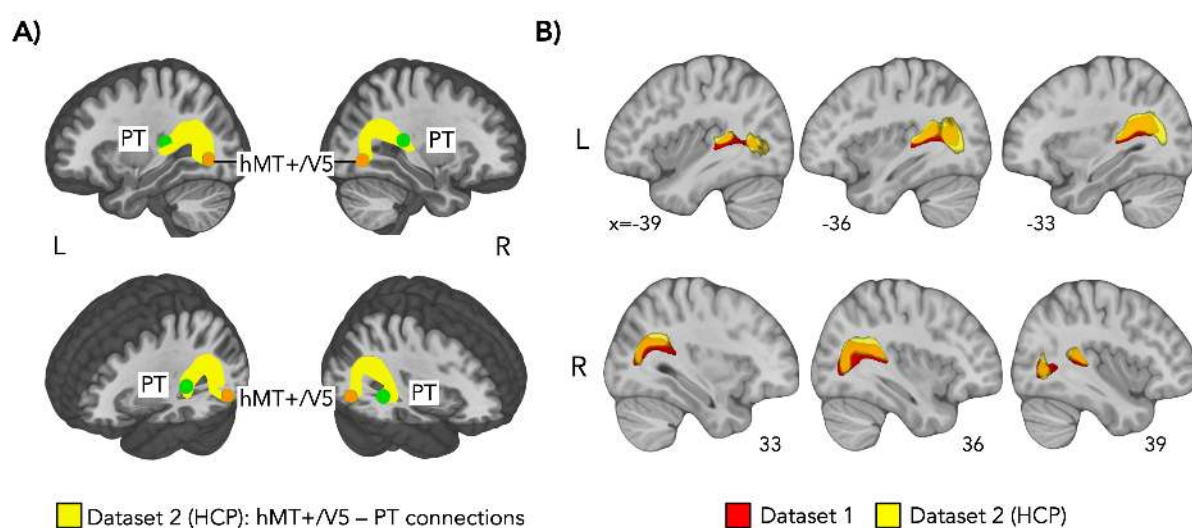 A)
PT
PT
hMT+/V5
L
R
PT
hMT+/V5
PT
Dataset 2 (HCP): hMT+/V5 – PT connections
B)
L
x=-39
-36
-33
R
33
36
39
Dataset 1
Dataset 2 (HCP)